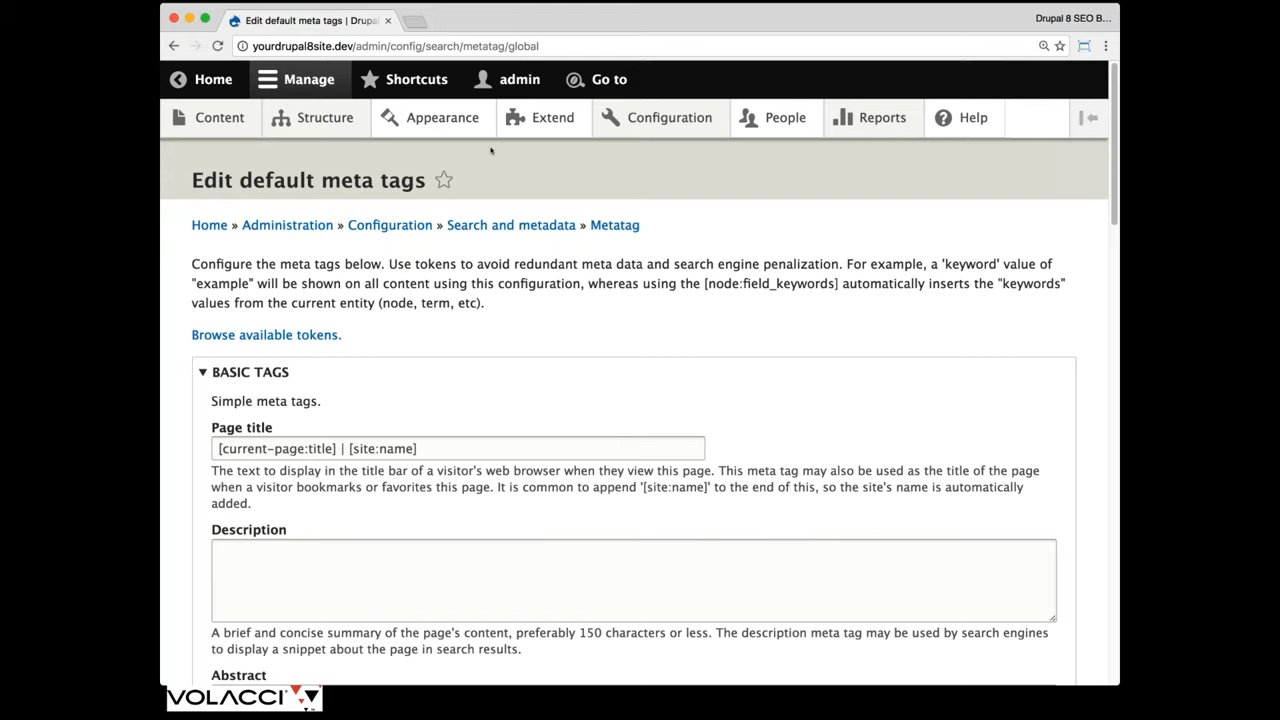 Edit default meta tags | Drupa
Drupal 8 SEO B...
yourdrupal8site.dev/admin/config/search/metatag/global
Home Manage Shortcuts admin Go to
Content Structure Appearance Extend Configuration People Reports Help
Edit default meta tags
Home » Administration » Configuration » Search and metadata » Metatag
Configure the meta tags below. Use tokens to avoid redundant meta data and search engine penalization. For example, a 'keyword' value of
"example" will be shown on all content using this configuration, whereas using the [node:field_keywords] automatically inserts the "keywords"
values from the current entity (node, term, etc).
Browse available tokens.
BASIC TAGS
Simple meta tags.
Page title
[current-page:title] | [site:name]
The text to display in the title bar of a visitor's web browser when they view this page. This meta tag may also be used as the title of the page
when a visitor bookmarks or favorites this page. It is common to append '[site:name]' to the end of this, so the site's name is automatically
added.
Description
A brief and concise summary of the page's content, preferably 150 characters or less. The description meta tag may be used by search engines
to display a snippet about the page in search results.
Abstract
VOLACCI